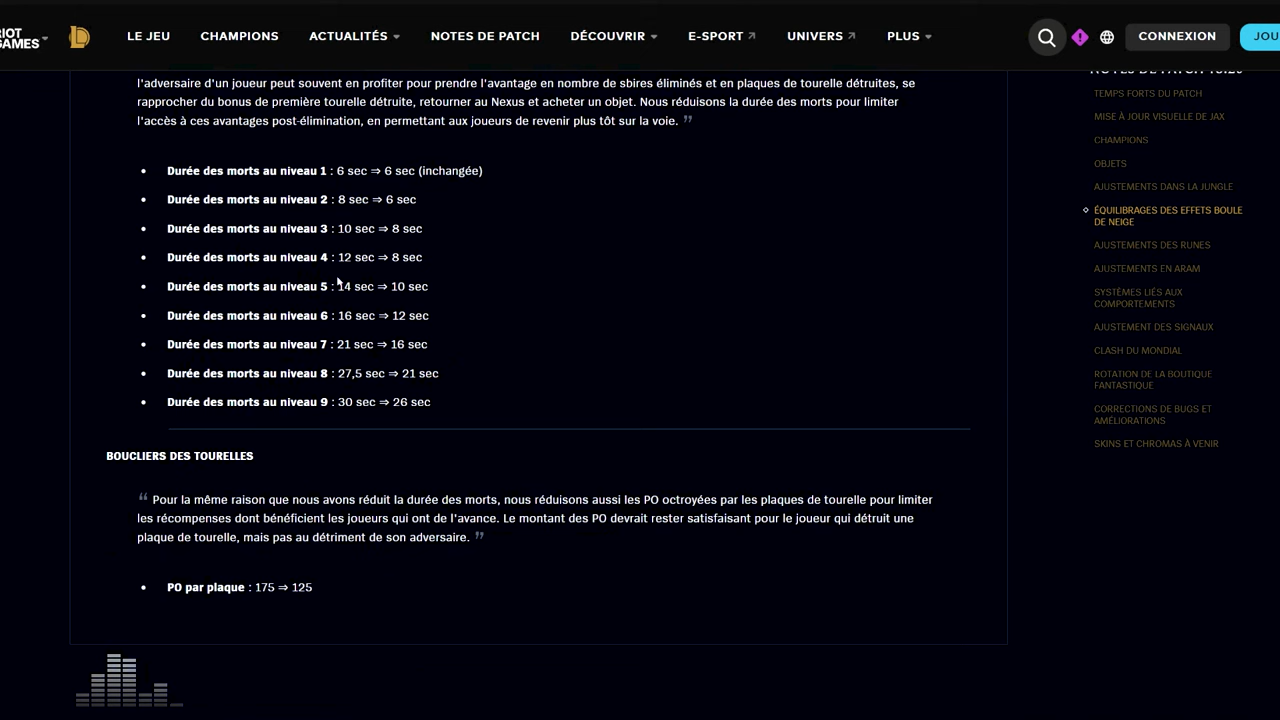 RIOT
GAMES
LE JEU
CHAMPIONS
ACTUALITÉS
NOTES DE PATCH
DÉCOUVRIR
E-SPORT
UNIVERS
PLUS
CONNEXION
JOU
l'adversaire d'un joueur peut souvent en profiter pour prendre l'avantage en nombre de sbires éliminés et en plaques de tourelle détruites, se
rapprocher du bonus de première tourelle détruite, retourner au Nexus et acheter un objet. Nous réduisons la durée des morts pour limiter
l'accès à ces avantages post-élimination, en permettant aux joueurs de revenir plus tôt sur la voie. ”
• Durée des morts au niveau 1 : 6 sec ⇒ 6 sec (inchangée)
• Durée des morts au niveau 2 : 8 sec ⇒ 6 sec
• Durée des morts au niveau 3 : 10 sec ⇒ 8 sec
• Durée des morts au niveau 4 : 12 sec ⇒ 8 sec
• Durée des morts au niveau 5 : 14 sec ⇒ 10 sec
• Durée des morts au niveau 6 : 16 sec ⇒ 12 sec
• Durée des morts au niveau 7 : 21 sec ⇒ 16 sec
• Durée des morts au niveau 8 : 27,5 sec ⇒ 21 sec
• Durée des morts au niveau 9 : 30 sec ⇒ 26 sec
BOUCLIERS DES TOURELLES
“ Pour la même raison que nous avons réduit la durée des morts, nous réduisons aussi les PO octroyées par les plaques de tourelle pour limiter
les récompenses dont bénéficient les joueurs qui ont de l'avance. Le montant des PO devrait rester satisfaisant pour le joueur qui détruit une
plaque de tourelle, mais pas au détriment de son adversaire. ”
• PO par plaque : 175 ⇒ 125
NOTES DE PATCH
TEMPS FORTS DU PATCH
MISE À JOUR VISUELLE DE JAX
CHAMPIONS
OBJETS
AJUSTEMENTS DANS LA JUNGLE
ÉQUILIBRAGES DES EFFETS BOULE
DE NEIGE
AJUSTEMENTS DES RUNES
AJUSTEMENTS EN ARAM
SYSTÈMES LIÉS AUX
COMPORTEMENTS
AJUSTEMENT DES SIGNAUX
CLASH DU MONDIAL
ROTATION DE LA BOUTIQUE
FANTASTIQUE
CORRECTIONS DE BUGS ET
AMÉLIORATIONS
SKINS ET CHROMAS À VENIR